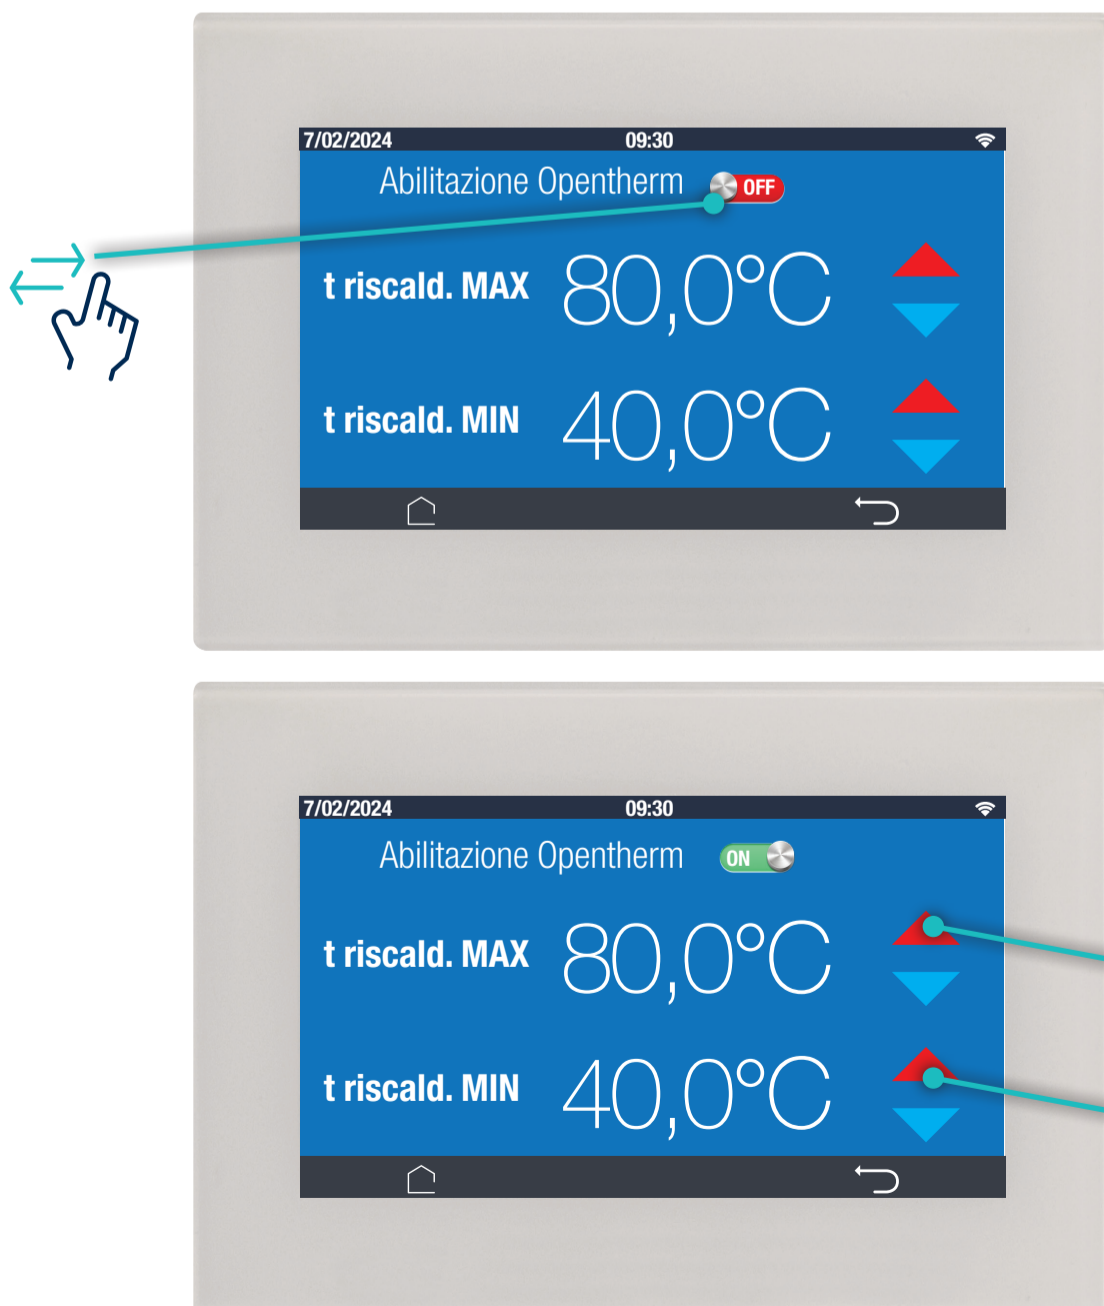 7/02/2024 09:30
Abilitazione Opentherm OFF
t riscald. MAX 80,0°C
t riscald. MIN 40,0°C
7/02/2024 09:30
Abilitazione Opentherm ON
t riscald. MAX 80,0°C
t riscald. MIN 40,0°C